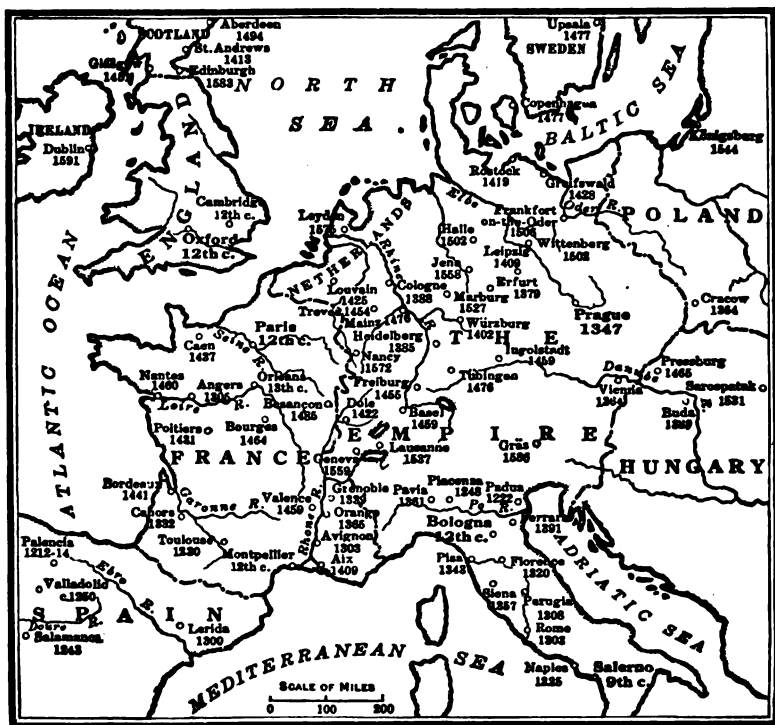 Aberdeen
1494
SCOTLAND
St. Andrews
1413
Edinburgh
1583
Upsala
1477
SWEDEN
NORTH
SEA
BALTIC SEA
Copenhagua
1477
Königsberg
1544
IRELAND
Dublin
1591
ENGLAND
Cambridge
12th c.
Oxford
12th c.
Rostock
1419
Greifswald
1428
Elbe
Oder R.
POLAND
Leyden
1575
NETHERLANDS
Rhine
R.
Halle
1502
Frankfort
on-the-Oder
1506
Wittenberg
1502
Leipzig
1409
Jena
1558
Erfurt
1379
Louvain
1425
Cologne
1388
Marburg
1527
Treves 1454
Mainz 1476
Würzburg
1402
Prague
1347
Cracow
1364
ATLANTIC OCEAN
Caen
1437
Seine R.
Paris
12th c.
Heidelberg
1385
Nancy
1572
THE
Ingolstadt
1459
Tübingen
1476
Danube
Pressburg
1465
Vienna
1364
Sarospatak
1531
Buda
Nantes
1460
Angers
1305
Orléans
13th c.
Loire R.
Besançon
1485
Freiburg
1455
Dole
1422
Basel
1459
Poitiers
1431
Bourges
1464
EMPIRE
Lausanne
1537
Geneva
1559
Gräs
1586
FRANCE
HUNGARY
Bordeaux
1441
Garonne R.
Cahors
1332
Valence
1459
Grenoble
1339
Orange
1365
Rhone R.
Avignon
1303
Aix
1409
Pavia
1361
Piacenza
1248
Padua
1222
Po R.
Ferrara
1391
Bologna
12th c.
Toulouse
1230
Montpellier
12th c.
Palencia
1212-14
Ebro R.
Valladolid
c.1250
SPAIN
Douro R.
Salamanca
1243
Lerida
1300
Pisa
1343
Florence
1320
Siena
1357
Perugia
1308
Rome
1303
ADRIATIC SEA
MEDITERRANEAN SEA
Naples
1225
Salerno
9th c.
SCALE OF MILES
0 100 200